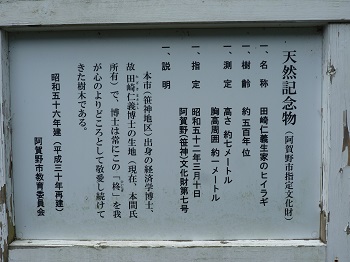 天然記念物（阿賀野市指定文化財）
一、名称　田崎仁義生家のヒイラギ
一、樹齢　約五百年位
一、測定　高さ　約七メートル
胸高周囲　約一メートル
一、指定　昭和五十二年三月十日
阿賀野（笹神）文化財第七号
一、説明
本市（笹神地区）出身の経済学博士、
故田崎仁義博士の生地（現在、本間氏
所有）で、博士は常にこの「柊」を我
が心のよりどころとして敬愛し続けて
きた樹木である。
昭和五十六年建（平成三十年再建）
阿賀野市教育委員会